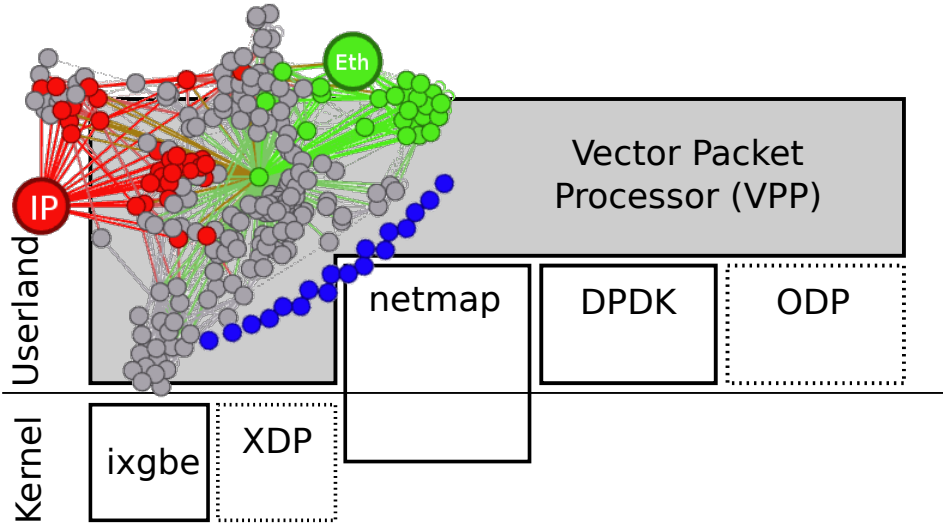 Eth
IP
Vector Packet
Processor (VPP)
Userland
netmap
DPDK
ODP
Kernel
ixgbe
XDP